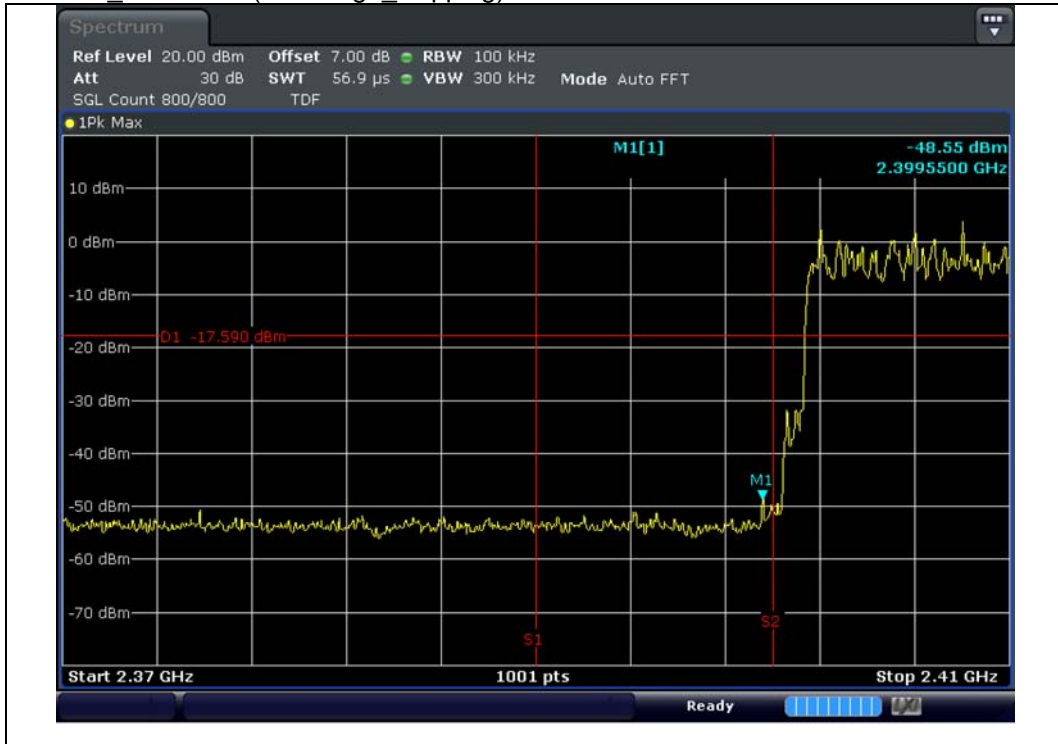 Spectrum
Ref Level 20.00 dBm Offset 7.00 dB RBW 100 kHz
Att 30 dB SWT 56.9 µs VBW 300 kHz Mode Auto FFT
SGL Count 800/800 TDF
1Pk Max
M1[1] -48.55 dBm
2.3995500 GHz
10 dBm
0 dBm
-10 dBm
D1 -17.590 dBm
-20 dBm
-30 dBm
-40 dBm
M1
-50 dBm
-60 dBm
-70 dBm
S1 S2
Start 2.37 GHz 1001 pts Stop 2.41 GHz
Ready